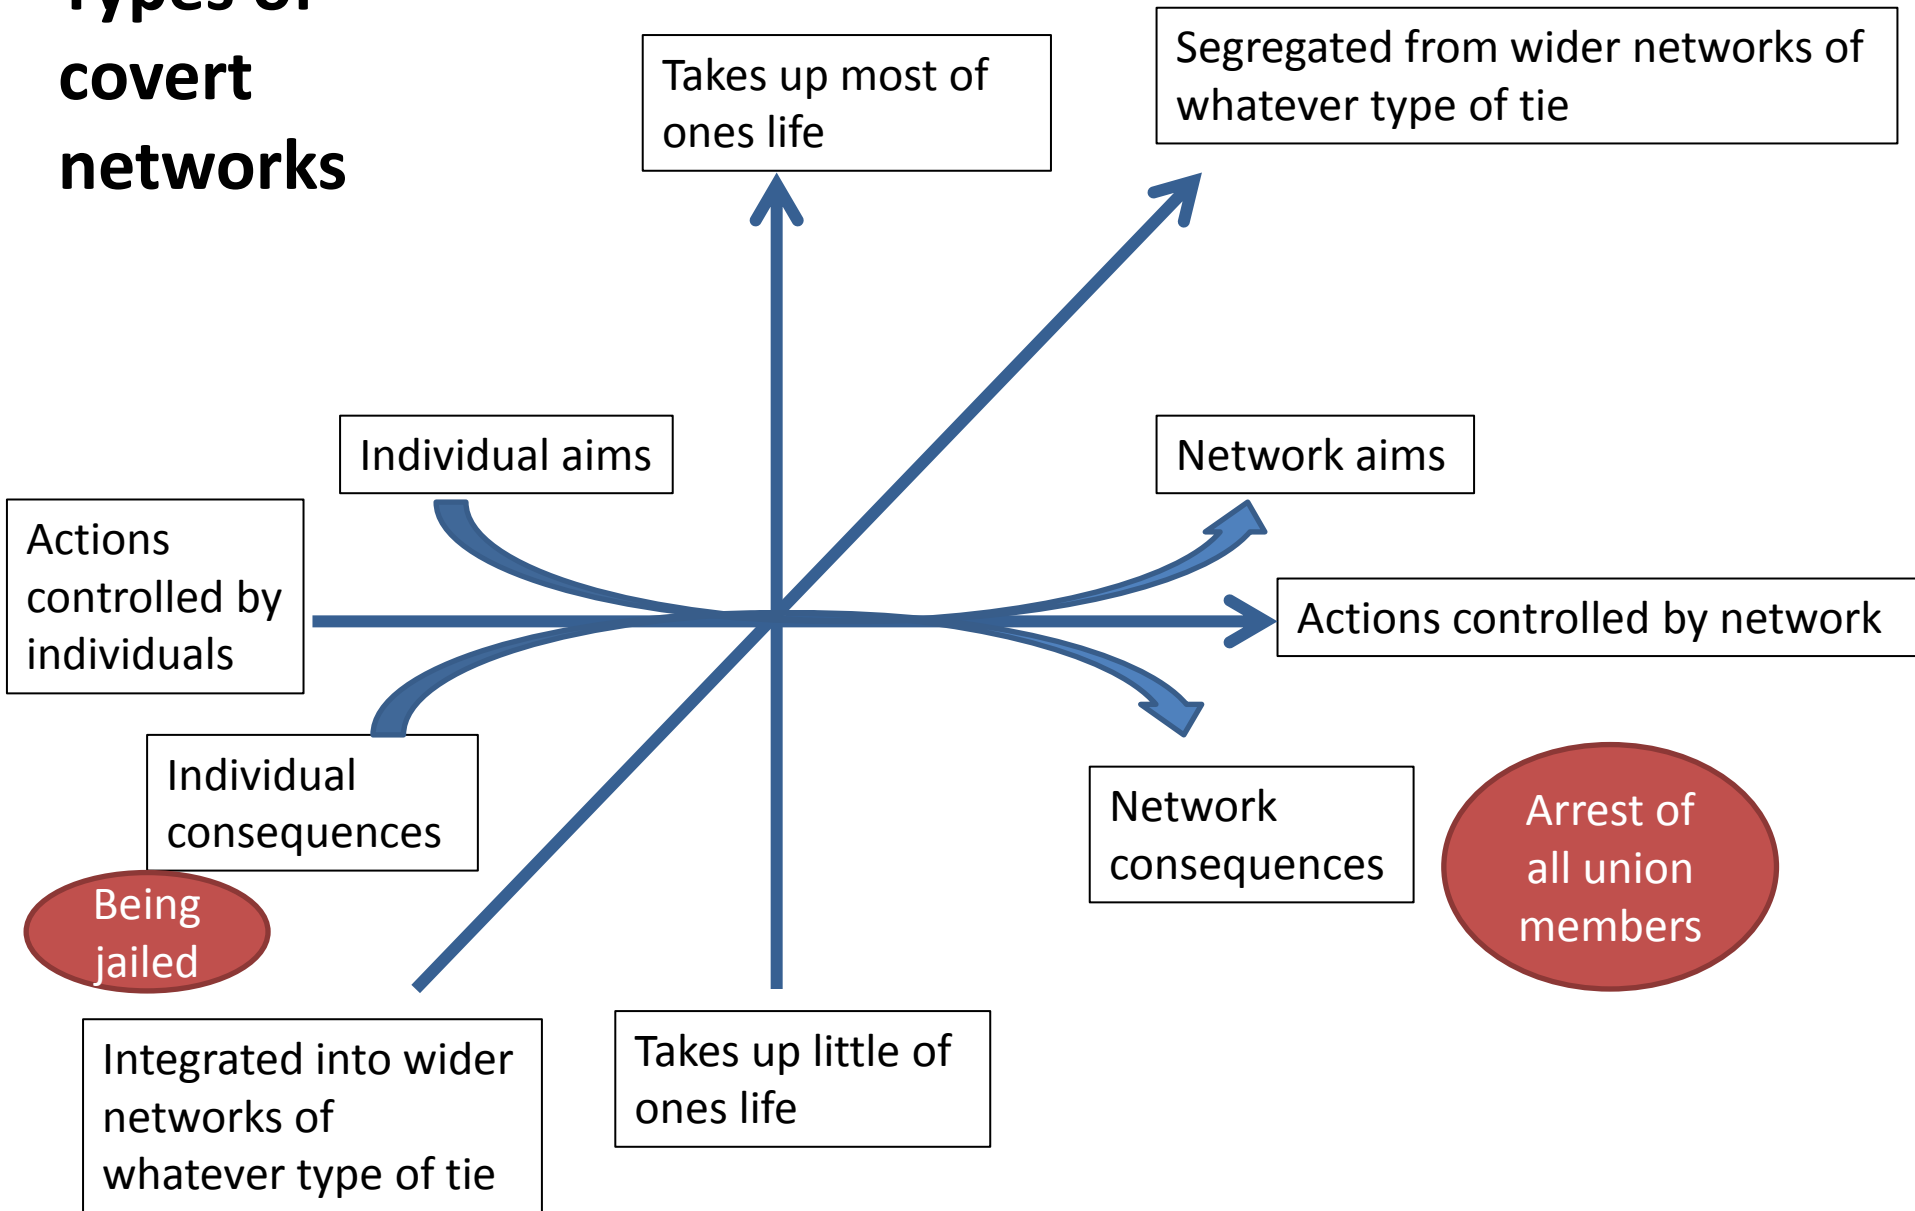 Types of
covert
networks
Takes up most of
ones life
Segregated from wider networks of
whatever type of tie
Individual aims
Network aims
Actions
controlled by
individuals
Actions controlled by network
Individual
consequences
Network
consequences
Arrest of
all union
members
Being
jailed
Integrated into wider
networks of
whatever type of tie
Takes up little of
ones life